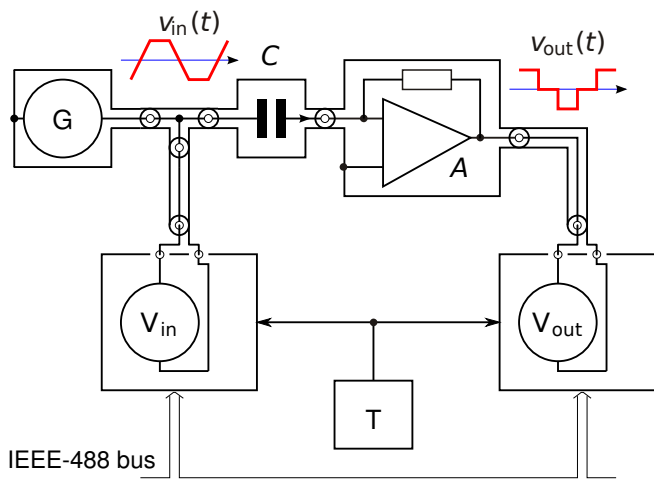 v_in(t)
C
v_out(t)
G
A
V_in
V_out
T
IEEE-488 bus